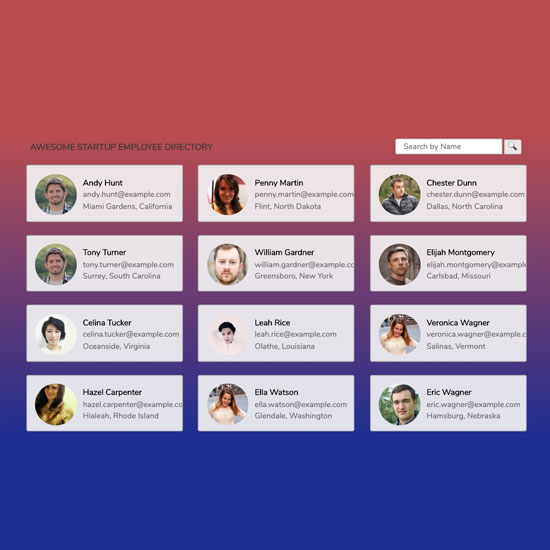 AWESOME STARTUP EMPLOYEE DIRECTORY
Search by Name
Andy Hunt
andy.hunt@example.com
Miami Gardens, California
Penny Martin
penny.martin@example.com
Flint, North Dakota
Chester Dunn
chester.dunn@example.com
Dallas, North Carolina
Tony Turner
tony.turner@example.com
Surrey, South Carolina
William Gardner
william.gardner@example.cc
Greensboro, New York
Elijah Montgomery
elijah.montgomery@example
Carlsbad, Missouri
Celina Tucker
celina.tucker@example.com
Oceanside, Virginia
Leah Rice
leah.rice@example.com
Olathe, Louisiana
Veronica Wagner
veronica.wagner@example.com
Salinas, Vermont
Hazel Carpenter
hazel.carpenter@example.co
Hialeah, Rhode Island
Ella Watson
ella.watson@example.com
Glendale, Washington
Eric Wagner
eric.wagner@example.com
Hamsburg, Nebraska